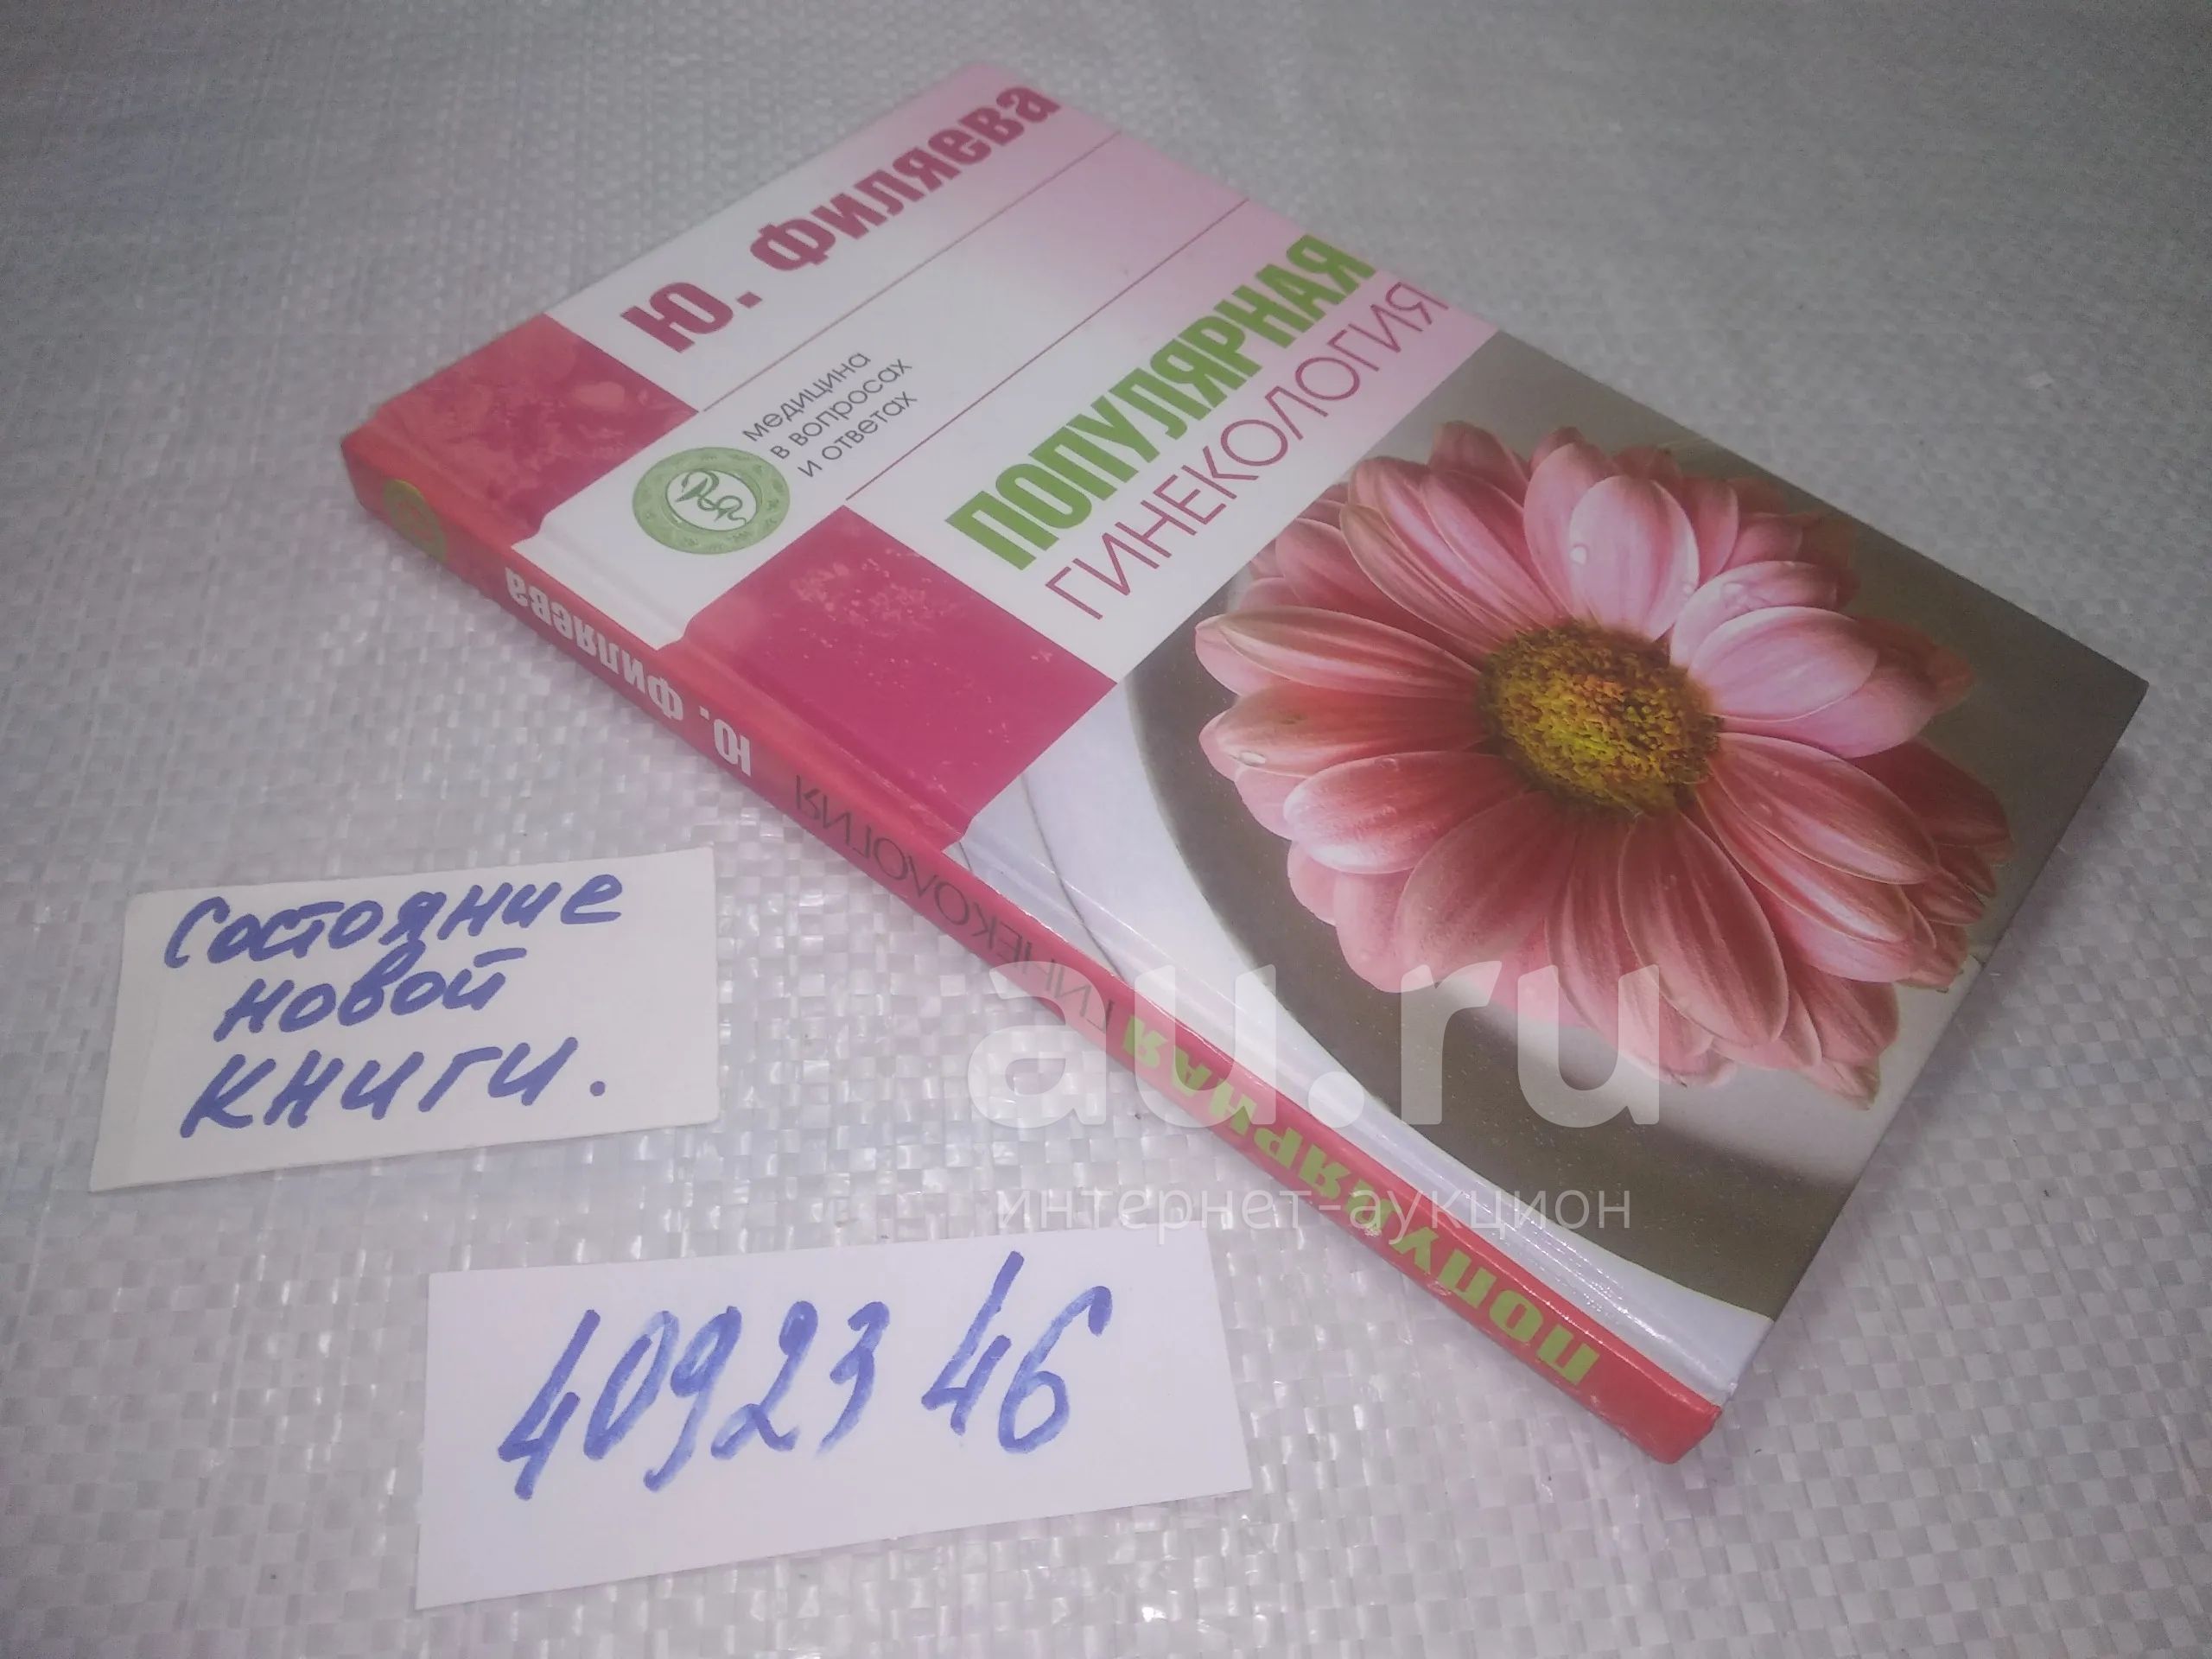 Ю. Филяева
медицина
в вопросах
и ответах
ПОПУЛЯРНАЯ
ГИНЕКОЛОГИЯ
Ю. Филяева
ПОПУЛЯРНАЯ ГИНЕКОЛОГИЯ
Состояние
новой
книги.
4092346
au.ru
интернет-аукцион